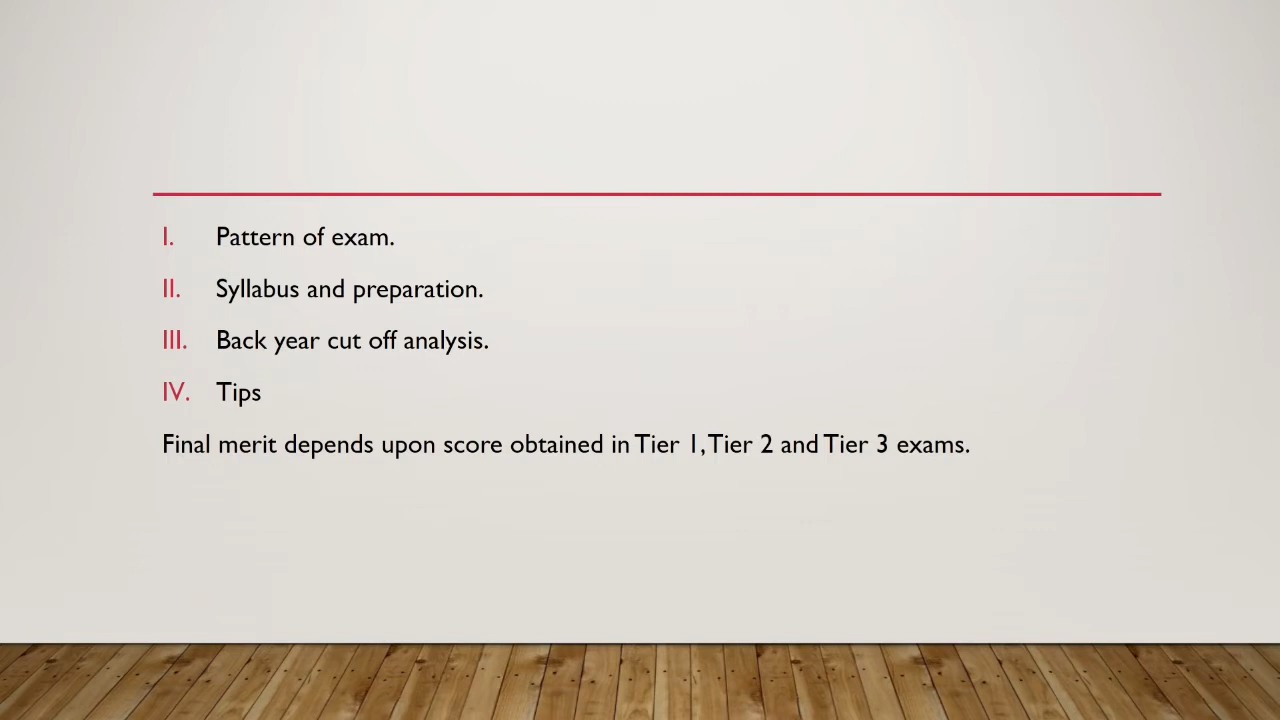 I. Pattern of exam.
II. Syllabus and preparation.
III. Back year cut off analysis.
IV. Tips
Final merit depends upon score obtained in Tier 1, Tier 2 and Tier 3 exams.